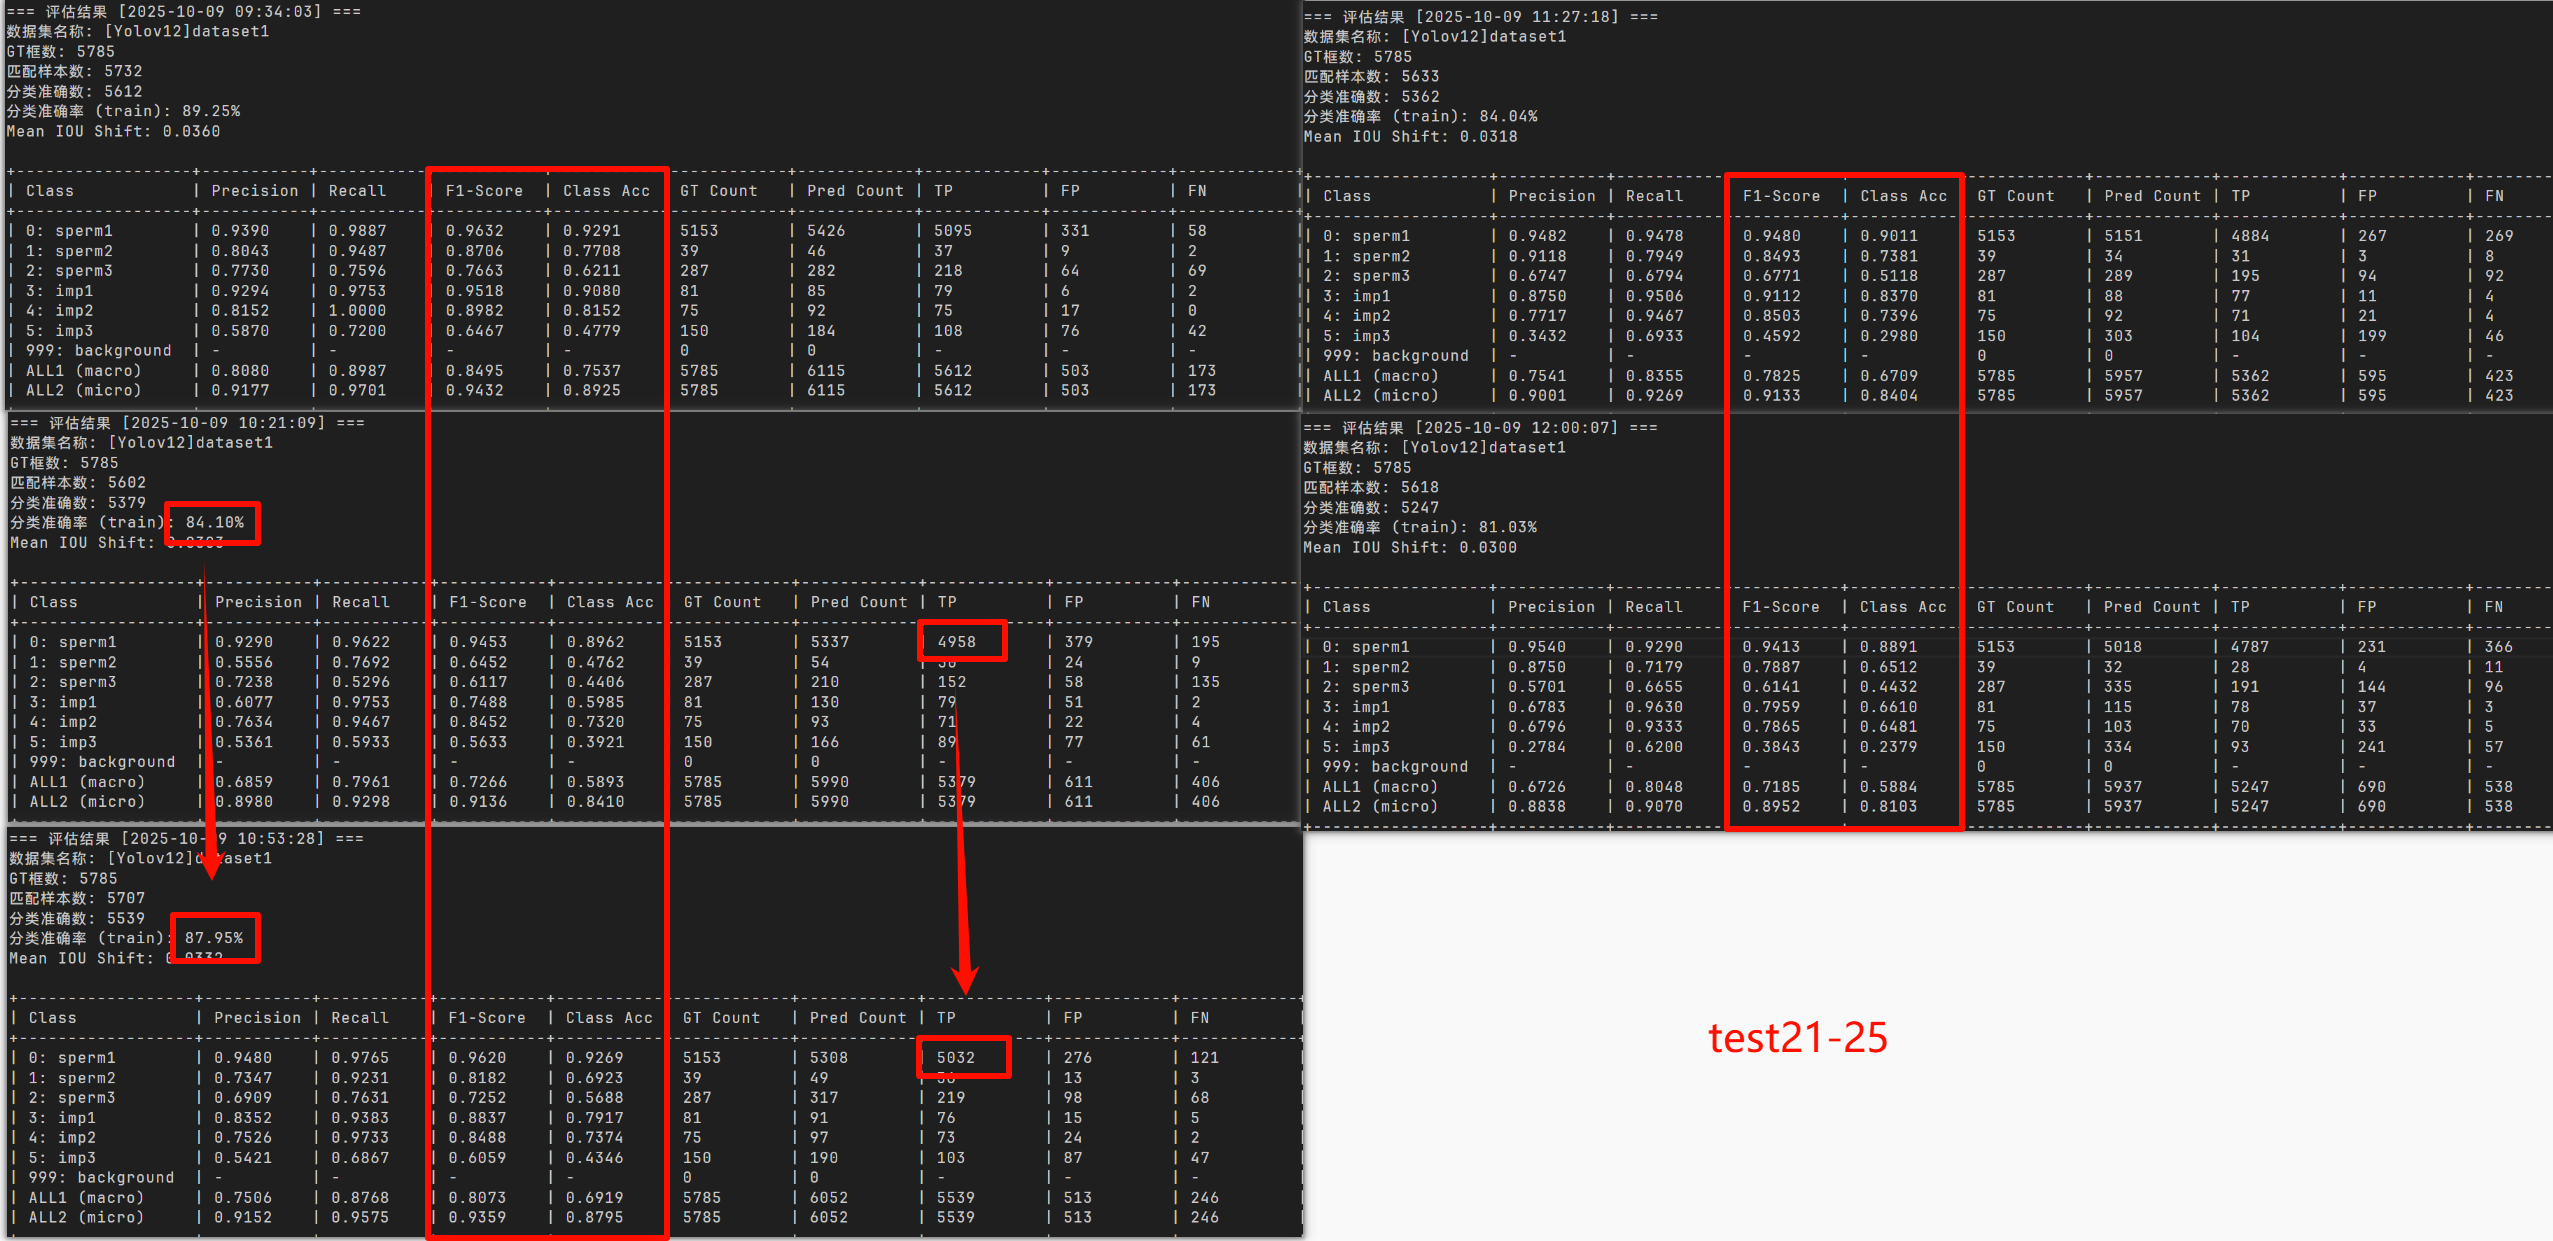 === 评估结果 [2025-10-09 09:34:03] ===
数据集名称: [Yolov12]dataset1
GT框数: 5785
匹配样本数: 5732
分类准确数: 5612
分类准确率 (train): 89.25%
Mean IOU Shift: 0.0360
| Class | Precision | Recall | F1-Score | Class Acc | GT Count | Pred Count | TP | FP | FN |
| 0: sperm1 | 0.9390 | 0.9887 | 0.9632 | 0.9291 | 5153 | 5426 | 5095 | 331 | 58 |
| 1: sperm2 | 0.8043 | 0.9487 | 0.8706 | 0.7708 | 39 | 46 | 37 | 9 | 2 |
| 2: sperm3 | 0.7730 | 0.7596 | 0.7663 | 0.6211 | 287 | 282 | 218 | 64 | 69 |
| 3: imp1 | 0.9294 | 0.9753 | 0.9518 | 0.9080 | 81 | 85 | 79 | 6 | 2 |
| 4: imp2 | 0.8152 | 1.0000 | 0.8982 | 0.8152 | 75 | 92 | 75 | 17 | 0 |
| 5: imp3 | 0.5870 | 0.7200 | 0.6467 | 0.4779 | 150 | 184 | 108 | 76 | 42 |
| 999: background | - | - | - | - | 0 | 0 | - | - | - |
| ALL1 (macro) | 0.8080 | 0.8987 | 0.8495 | 0.7537 | 5785 | 6115 | 5612 | 503 | 173 |
| ALL2 (micro) | 0.9177 | 0.9701 | 0.9432 | 0.8925 | 5785 | 6115 | 5612 | 503 | 173 |
=== 评估结果 [2025-10-09 10:21:09] ===
数据集名称: [Yolov12]dataset1
GT框数: 5785
匹配样本数: 5602
分类准确数: 5379
分类准确率 (train): 84.10%
Mean IOU Shift:
| Class | Precision | Recall | F1-Score | Class Acc | GT Count | Pred Count | TP | FP | FN
| 0: sperm1 | 0.9290 | 0.9622 | 0.9453 | 0.8962 | 5153 | 5337 | 4958 | 379 | 195
| 1: sperm2 | 0.5556 | 0.7692 | 0.6452 | 0.4762 | 39 | 54 | 30 | 24 | 9
| 2: sperm3 | 0.7238 | 0.5296 | 0.6117 | 0.4406 | 287 | 210 | 152 | 58 | 135
| 3: imp1 | 0.6077 | 0.9753 | 0.7488 | 0.5985 | 81 | 130 | 79 | 51 | 2
| 4: imp2 | 0.7634 | 0.9467 | 0.8452 | 0.7320 | 75 | 93 | 71 | 22 | 4
| 5: imp3 | 0.5361 | 0.5933 | 0.5633 | 0.3921 | 150 | 166 | 89 | 77 | 61
| 999: background | - | - | - | - | 0 | 0 | - | - | -
| ALL1 (macro) | 0.6859 | 0.7961 | 0.7266 | 0.5893 | 5785 | 5990 | 5379 | 611 | 406
| ALL2 (micro) | 0.8980 | 0.9298 | 0.9136 | 0.8410 | 5785 | 5990 | 5379 | 611 | 406
=== 评估结果 [2025-10-09 10:53:28] ===
数据集名称: [Yolov12]dataset1
GT框数: 5785
匹配样本数: 5707
分类准确数: 5539
分类准确率 (train): 87.95%
Mean IOU Shift:
| Class | Precision | Recall | F1-Score | Class Acc | GT Count | Pred Count | TP | FP | FN |
| 0: sperm1 | 0.9480 | 0.9765 | 0.9620 | 0.9269 | 5153 | 5308 | 5032 | 276 | 121 |
| 1: sperm2 | 0.7347 | 0.9231 | 0.8182 | 0.6923 | 39 | 49 | 36 | 13 | 3 |
| 2: sperm3 | 0.6909 | 0.7631 | 0.7252 | 0.5688 | 287 | 317 | 219 | 98 | 68 |
| 3: imp1 | 0.8352 | 0.9383 | 0.8837 | 0.7917 | 81 | 91 | 76 | 15 | 5 |
| 4: imp2 | 0.7526 | 0.9733 | 0.8488 | 0.7374 | 75 | 97 | 73 | 24 | 2 |
| 5: imp3 | 0.5421 | 0.6867 | 0.6059 | 0.4346 | 150 | 190 | 103 | 87 | 47 |
| 999: background | - | - | - | - | 0 | 0 | - | - | - |
| ALL1 (macro) | 0.7506 | 0.8768 | 0.8073 | 0.6919 | 5785 | 6052 | 5539 | 513 | 246 |
| ALL2 (micro) | 0.9152 | 0.9575 | 0.9359 | 0.8795 | 5785 | 6052 | 5539 | 513 | 246 |
=== 评估结果 [2025-10-09 11:27:18] ===
数据集名称: [Yolov12]dataset1
GT框数: 5785
匹配样本数: 5633
分类准确数: 5362
分类准确率 (train): 84.04%
Mean IOU Shift: 0.0318
| Class | Precision | Recall | F1-Score | Class Acc | GT Count | Pred Count | TP | FP | FN
| 0: sperm1 | 0.9482 | 0.9478 | 0.9480 | 0.9011 | 5153 | 5151 | 4884 | 267 | 269
| 1: sperm2 | 0.9118 | 0.7949 | 0.8493 | 0.7381 | 39 | 34 | 31 | 3 | 8
| 2: sperm3 | 0.6747 | 0.6794 | 0.6771 | 0.5118 | 287 | 289 | 195 | 94 | 92
| 3: imp1 | 0.8750 | 0.9506 | 0.9112 | 0.8370 | 81 | 88 | 77 | 11 | 4
| 4: imp2 | 0.7717 | 0.9467 | 0.8503 | 0.7396 | 75 | 92 | 71 | 21 | 4
| 5: imp3 | 0.3432 | 0.6933 | 0.4592 | 0.2980 | 150 | 303 | 104 | 199 | 46
| 999: background | - | - | - | - | 0 | 0 | - | - | -
| ALL1 (macro) | 0.7541 | 0.8355 | 0.7825 | 0.6709 | 5785 | 5957 | 5362 | 595 | 423
| ALL2 (micro) | 0.9001 | 0.9269 | 0.9133 | 0.8404 | 5785 | 5957 | 5362 | 595 | 423
=== 评估结果 [2025-10-09 12:00:07] ===
数据集名称: [Yolov12]dataset1
GT框数: 5785
匹配样本数: 5618
分类准确数: 5247
分类准确率 (train): 81.03%
Mean IOU Shift: 0.0300
| Class | Precision | Recall | F1-Score | Class Acc | GT Count | Pred Count | TP | FP | FN
| 0: sperm1 | 0.9540 | 0.9290 | 0.9413 | 0.8891 | 5153 | 5018 | 4787 | 231 | 366
| 1: sperm2 | 0.8750 | 0.7179 | 0.7887 | 0.6512 | 39 | 32 | 28 | 4 | 11
| 2: sperm3 | 0.5701 | 0.6655 | 0.6141 | 0.4432 | 287 | 335 | 191 | 144 | 96
| 3: imp1 | 0.6783 | 0.9630 | 0.7959 | 0.6610 | 81 | 115 | 78 | 37 | 3
| 4: imp2 | 0.6796 | 0.9333 | 0.7865 | 0.6481 | 75 | 103 | 70 | 33 | 5
| 5: imp3 | 0.2784 | 0.6200 | 0.3843 | 0.2379 | 150 | 334 | 93 | 241 | 57
| 999: background | - | - | - | - | 0 | 0 | - | - | -
| ALL1 (macro) | 0.6726 | 0.8048 | 0.7185 | 0.5884 | 5785 | 5937 | 5247 | 690 | 538
| ALL2 (micro) | 0.8838 | 0.9070 | 0.8952 | 0.8103 | 5785 | 5937 | 5247 | 690 | 538
test21-25